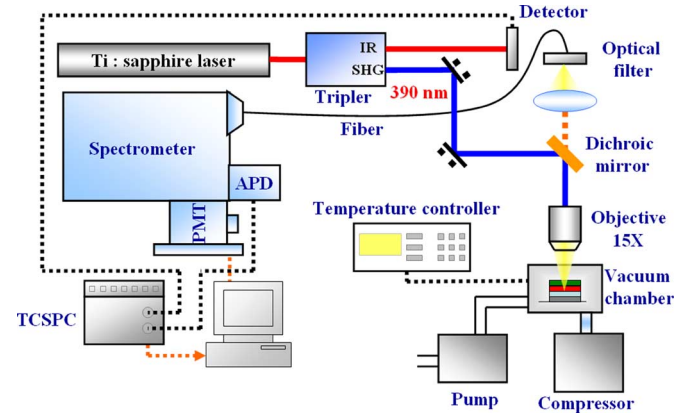 Detector
Ti : sapphire laser
IR
SHG
Tripler
390 nm
Optical
filter
Fiber
Spectrometer
Dichroic
mirror
APD
PMT
Temperature controller
Objective
15X
Vacuum
chamber
TCSPC
Pump
Compressor